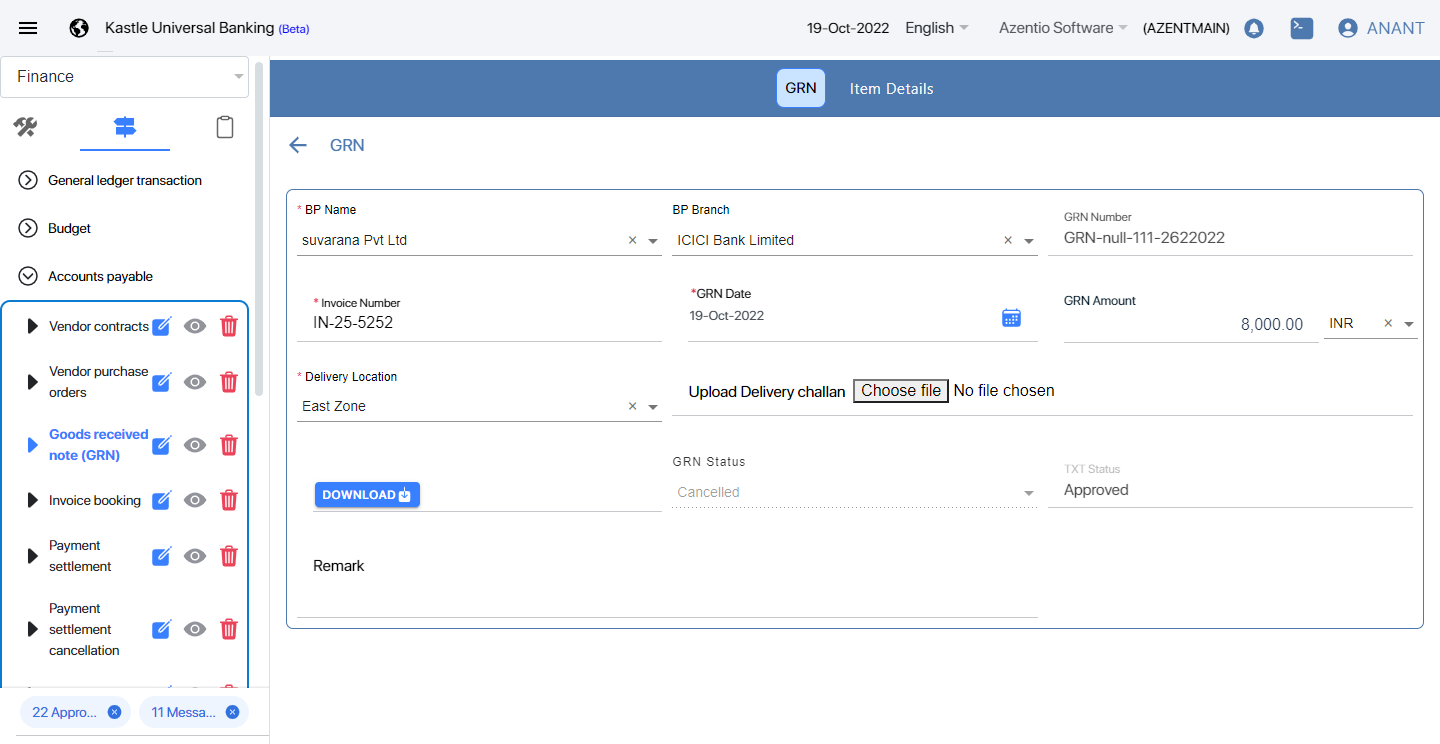 Kastle Universal Banking (Beta)
19-Oct-2022
English
Azentio Software
(AZENTMAIN)
ANANT
Finance
General ledger transaction
Budget
Accounts payable
Vendor contracts
Vendor purchase
orders
Goods received
note (GRN)
Invoice booking
Payment
settlement
Payment
settlement
cancellation
22 Appro...
11 Messa...
GRN
Item Details
GRN
* BP Name
suvarana Pvt Ltd
BP Branch
ICICI Bank Limited
GRN Number
GRN-null-111-2622022
* Invoice Number
IN-25-5252
*GRN Date
19-Oct-2022
GRN Amount
8,000.00
INR
* Delivery Location
East Zone
Upload Delivery challan
Choose file
No file chosen
DOWNLOAD
GRN Status
Cancelled
TXT Status
Approved
Remark